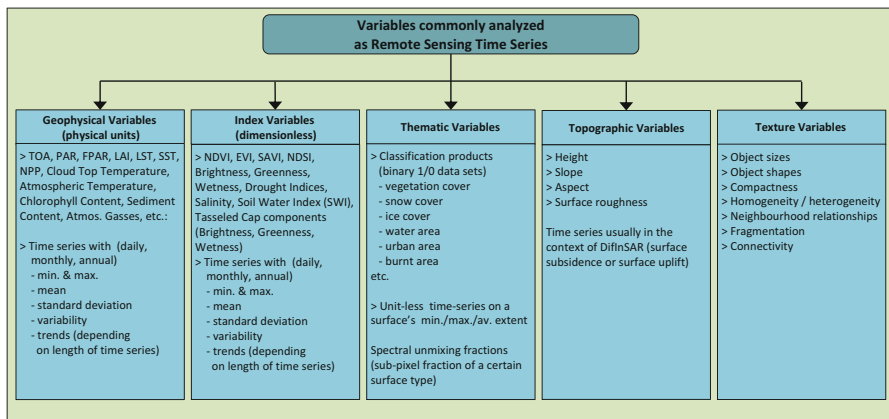 Variables commonly analyzed
as Remote Sensing Time Series
Geophysical Variables
(physical units)
> TOA, PAR, FPAR, LAI, LST, SST,
NPP, Cloud Top Temperature,
Atmospheric Temperature,
Chlorophyll Content, Sediment
Content, Atmos. Gasses, etc.:
> Time series with (daily,
monthly, annual)
- min. & max.
- mean
- standard deviation
- variability
- trends (depending
on length of time series)
Index Variables
(dimensionless)
> NDVI, EVI, SAVI, NDSI,
Brightness, Greenness,
Wetness, Drought Indices,
Salinity, Soil Water Index (SWI),
Tasseled Cap components
(Brightness, Greenness,
Wetness)
> Time series with (daily,
monthly, annual)
- min. & max.
- mean
- standard deviation
- variability
- trends (depending
on length of time series)
Thematic Variables
> Classification products
(binary 1/0 data sets)
- vegetation cover
- snow cover
- ice cover
- water area
- urban area
- burnt area
etc.
> Unit-less time-series on a
surface's min./max./av. extent
Spectral unmixing fractions
(sub-pixel fraction of a certain
surface type)
Topographic Variables
> Height
> Slope
> Aspect
> Surface roughness
Time series usually in the
context of DifInSAR (surface
subsidence or surface uplift)
Texture Variables
> Object sizes
> Object shapes
> Compactness
> Homogeneity / heterogeneity
> Neighbourhood relationships
> Fragmentation
> Connectivity